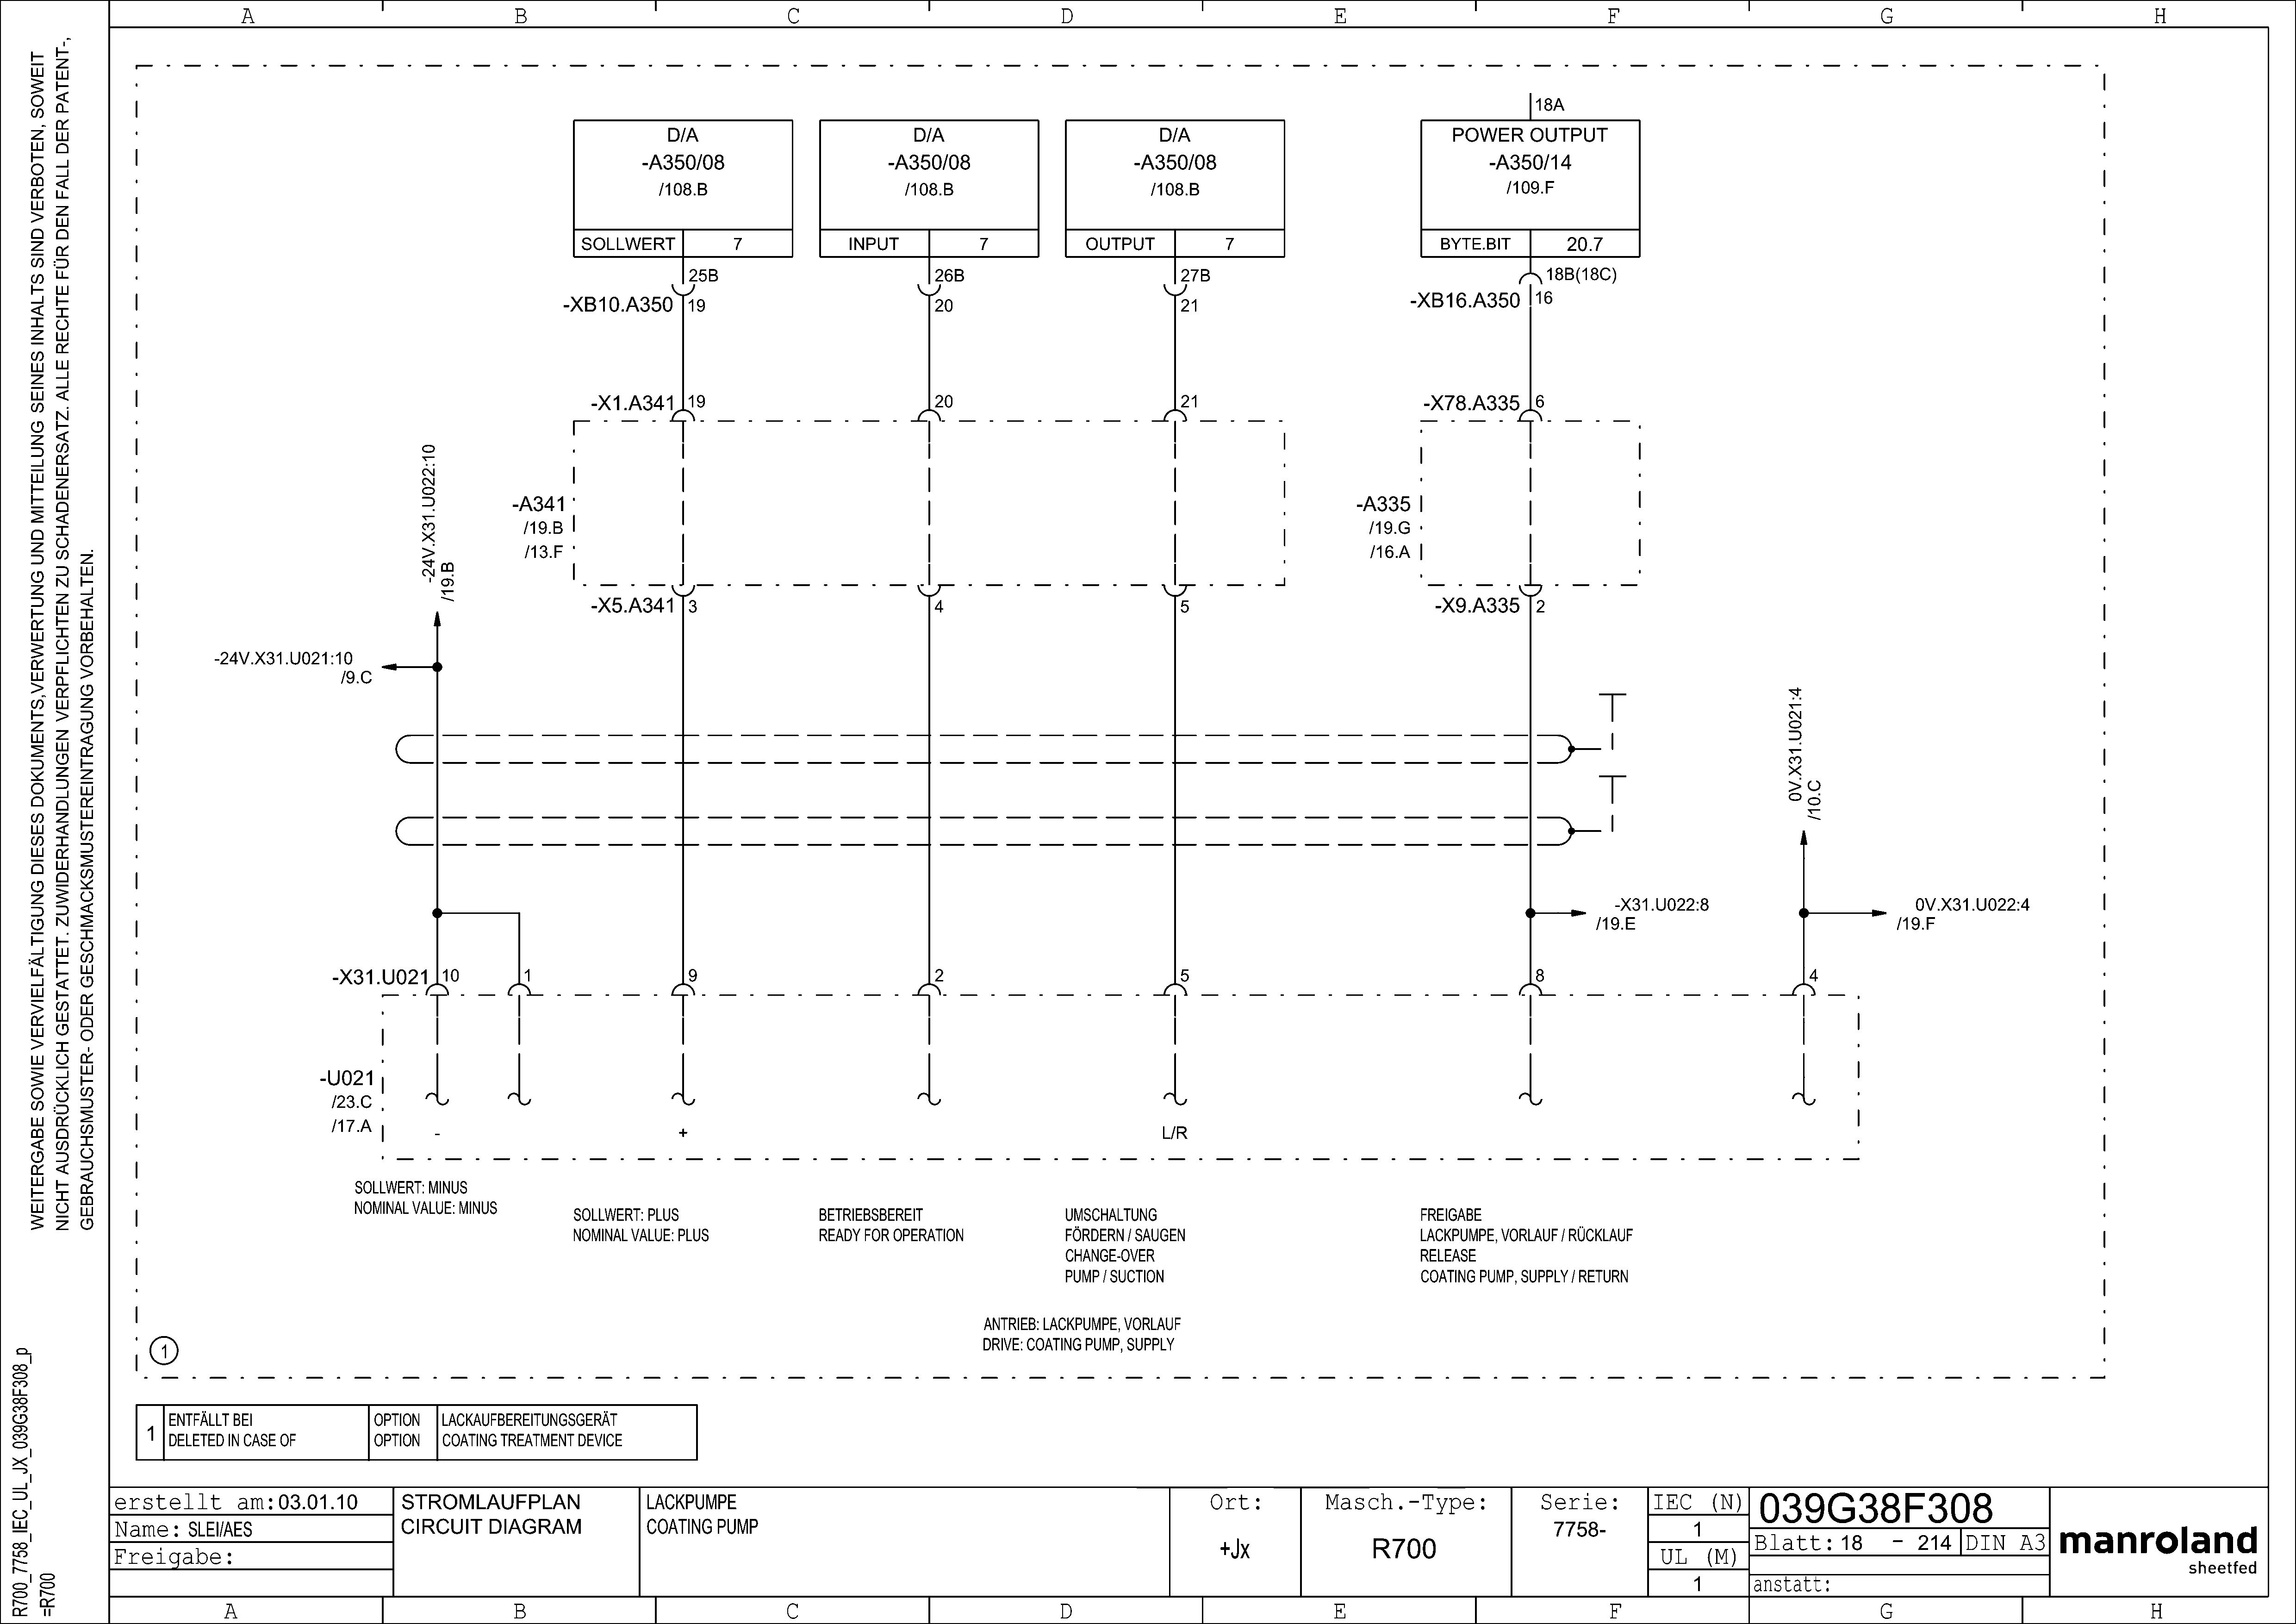 A B C D E F G H
WEITERGABE SOWIE VERVIELFÄLTIGUNG DIESES DOKUMENTS,VERWERTUNG UND MITTEILUNG SEINES INHALTS SIND VERBOTEN, SOWEIT
NICHT AUSDRÜCKLICH GESTATTET. ZUWIDERHANDLUNGEN VERPFLICHTEN ZU SCHADENERSATZ. ALLE RECHTE FÜR DEN FALL DER PATENT-,
GEBRAUCHSMUSTER- ODER GESCHMACKSMUSTEREINTRAGUNG VORBEHALTEN.
R700_7758_IEC_UL_JX_039G38F308_p
=R700
18A
D/A D/A D/A POWER OUTPUT
-A350/08 -A350/08 -A350/08 -A350/14
/108.B /108.B /108.B /109.F
SOLLWERT 7 INPUT 7 OUTPUT 7 BYTE.BIT 20.7
25B 26B 27B 18B(18C)
-XB10.A350 19 20 21 -XB16.A350 16
-X1.A341 19 20 21 -X78.A335 6
-A341 -A335
/19.B /19.G
/13.F /16.A
-24V.X31.U022:10
/19.B
-X5.A341 3 4 5 -X9.A335 2
-24V.X31.U021:10
/9.C
0V.X31.U021:4
/10.C
-X31.U022:8 0V.X31.U022:4
/19.E /19.F
-X31.U021 10 1 9 2 5 8 4
-U021
/23.C
/17.A
- + L/R
SOLLWERT: MINUS
NOMINAL VALUE: MINUS
SOLLWERT: PLUS
NOMINAL VALUE: PLUS
BETRIEBSBEREIT
READY FOR OPERATION
UMSCHALTUNG
FÖRDERN / SAUGEN
CHANGE-OVER
PUMP / SUCTION
FREIGABE
LACKPUMPE, VORLAUF / RÜCKLAUF
RELEASE
COATING PUMP, SUPPLY / RETURN
ANTRIEB: LACKPUMPE, VORLAUF
DRIVE: COATING PUMP, SUPPLY
1
1 ENTFÄLLT BEI OPTION LACKAUFBEREITUNGSGERÄT
DELETED IN CASE OF OPTION COATING TREATMENT DEVICE
erstellt am: 03.01.10
Name: SLEI/AES
Freigabe:
STROMLAUFPLAN
CIRCUIT DIAGRAM
LACKPUMPE
COATING PUMP
Ort:
+Jx
Masch.-Type:
R700
Serie:
7758-
IEC (N)
1
UL (M)
1
039G38F308
Blatt: 18 - 214 DIN A3
anstatt:
manroland
sheetfed
A B C D E F G H